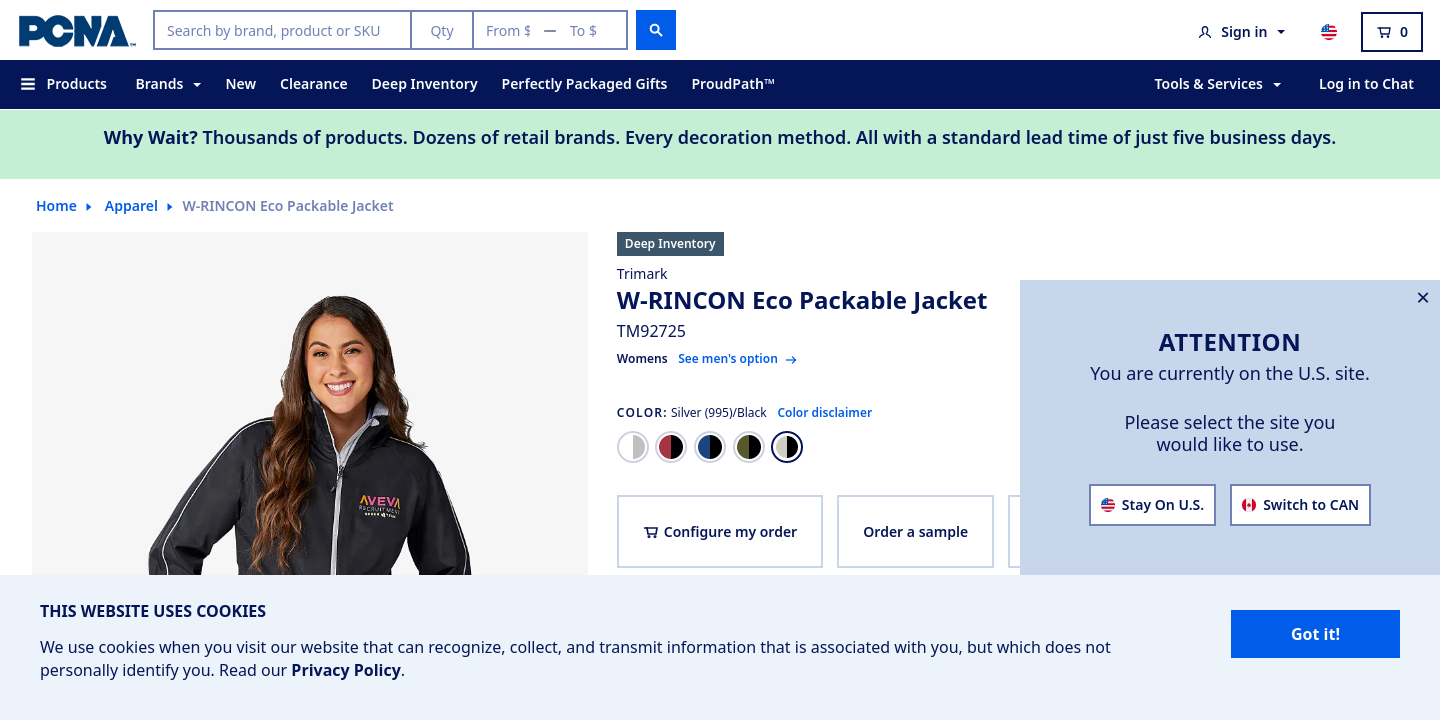 PCNA™
Search by brand, product or SKU
Qty
From $ — To $
Sign in
0
Products
Brands
New
Clearance
Deep Inventory
Perfectly Packaged Gifts
ProudPath™
Tools & Services
Log in to Chat
Why Wait? Thousands of products. Dozens of retail brands. Every decoration method. All with a standard lead time of just five business days.
Home Apparel W-RINCON Eco Packable Jacket
Deep Inventory
Trimark
W-RINCON Eco Packable Jacket
TM92725
Womens See men's option →
COLOR: Silver (995)/Black Color disclaimer
Configure my order
Order a sample
AVEVA
RECRUITMENT
TEAM
ATTENTION
You are currently on the U.S. site.
Please select the site you
would like to use.
Stay On U.S.
Switch to CAN
THIS WEBSITE USES COOKIES
We use cookies when you visit our website that can recognize, collect, and transmit information that is associated with you, but which does not
personally identify you. Read our Privacy Policy.
Got it!